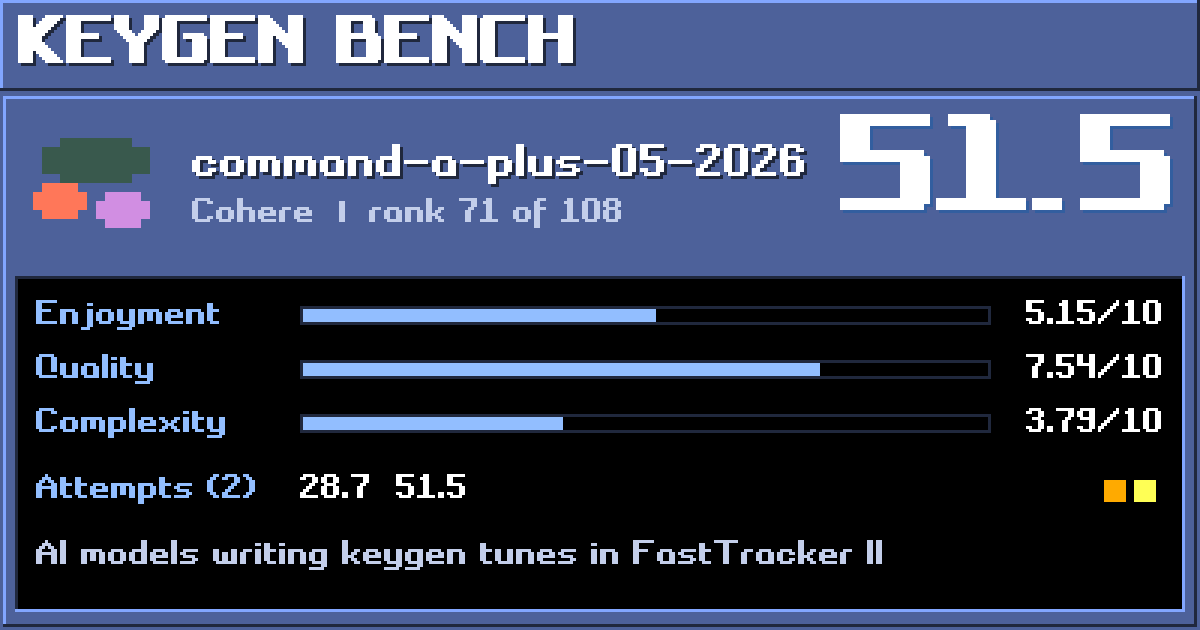 KEYGEN BENCH
command-a-plus-05-2026
51.5
Cohere | rank 71 of 108
Enjoyment 5.15/10
Quality 7.54/10
Complexity 3.79/10
Attempts (2) 28.7 51.5
AI models writing keygen tunes in FastTracker II